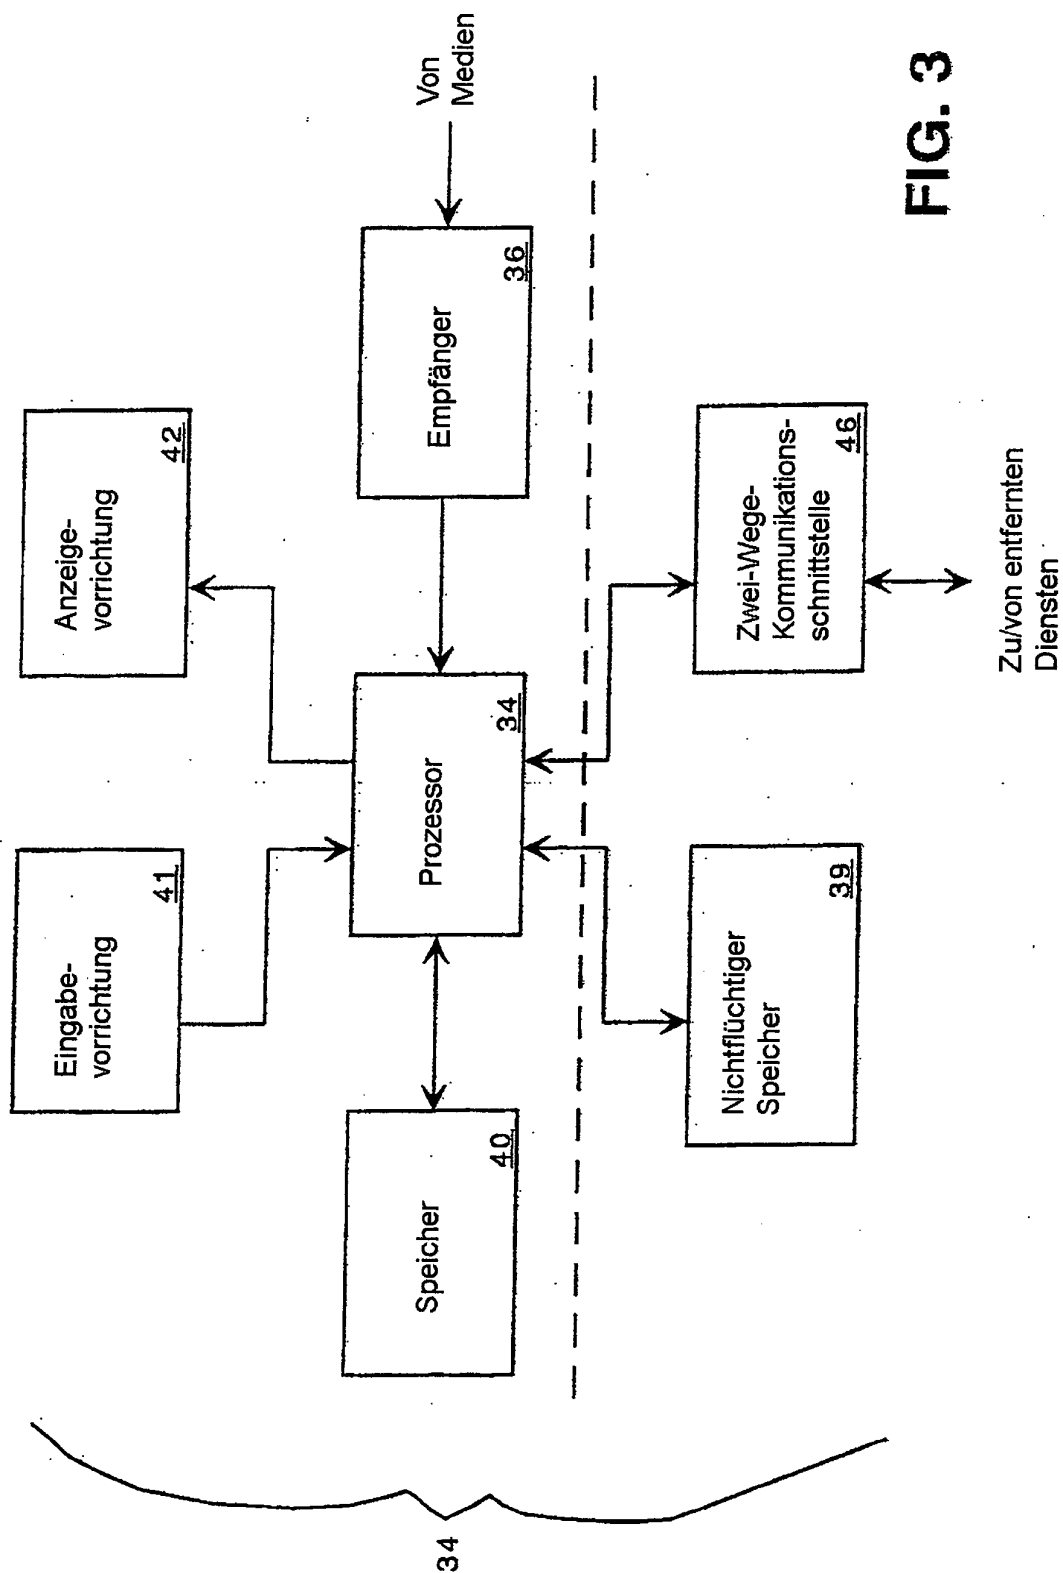 34
Eingabe-
vorrichtung
41
Anzeige-
vorrichtung
42
Speicher
40
Prozessor
34
Empfänger
36
Von
Medien
Nichtflüchtiger
Speicher
39
Zwei-Wege-
Kommunikations-
schnittstelle
46
Zu/von entfernten
Diensten
FIG. 3